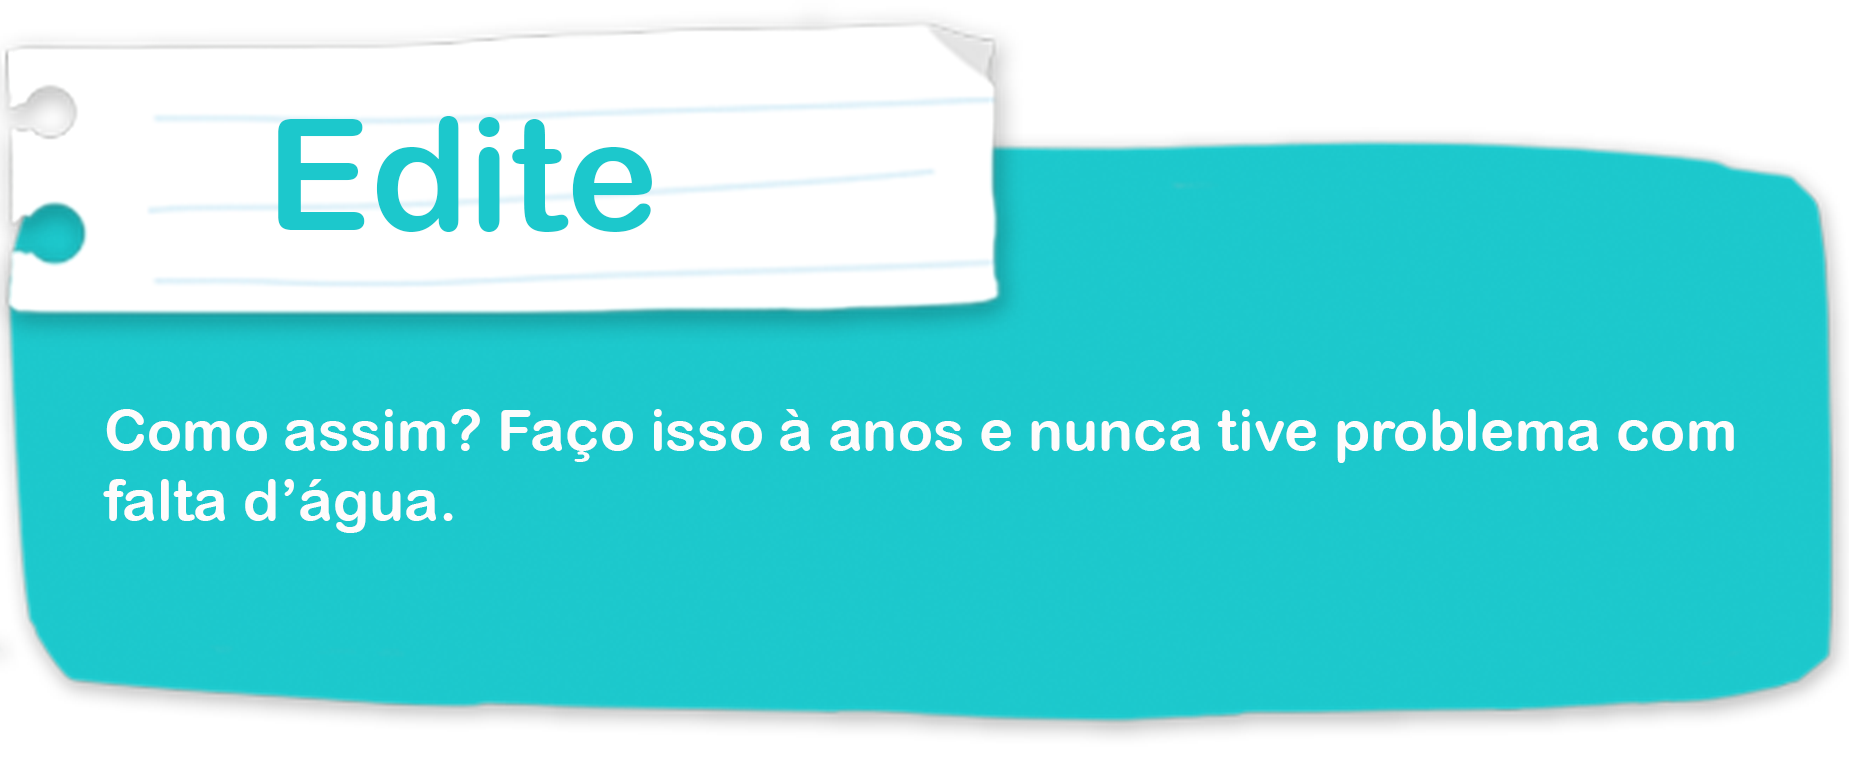 Edite
Como assim? Faço isso à anos e nunca tive problema com
falta d’água.